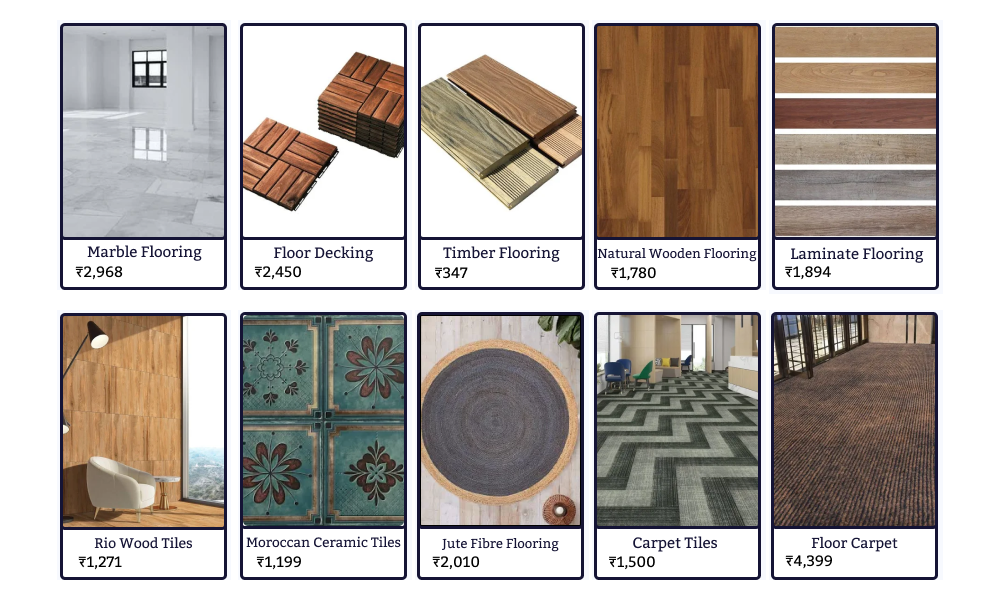 Marble Flooring
₹2,968
Floor Decking
₹2,450
Timber Flooring
₹347
Natural Wooden Flooring
₹1,780
Laminate Flooring
₹1,894
Rio Wood Tiles
₹1,271
Moroccan Ceramic Tiles
₹1,199
Jute Fibre Flooring
₹2,010
Carpet Tiles
₹1,500
Floor Carpet
₹4,399